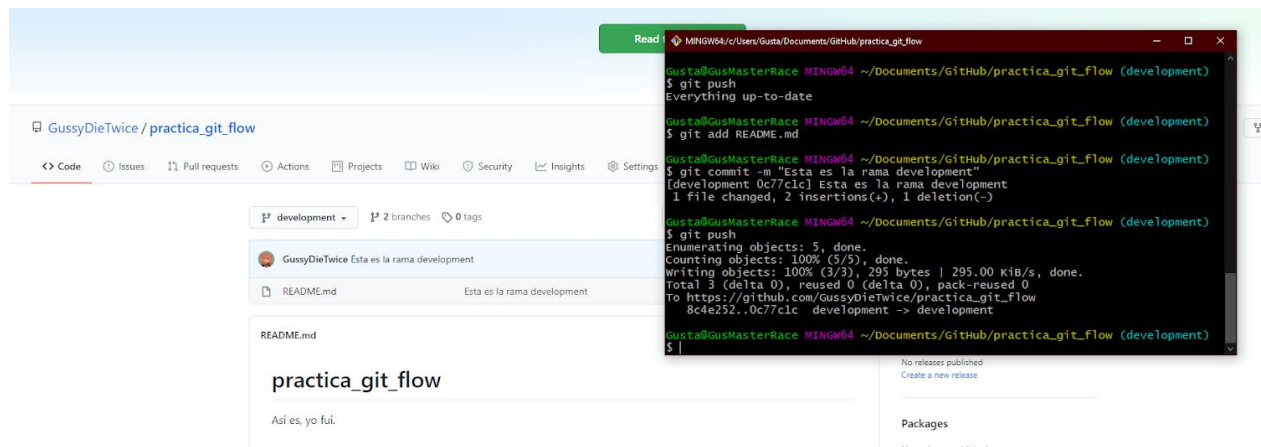 Read
GussyDieTwice / practica_git_flow
Code Issues Pull requests Actions Projects Wiki Security Insights Settings
development 2 branches 0 tags
GussyDieTwice Esta es la rama development
README.md Esta es la rama development
README.md
practica_git_flow
Asi es, yo fui.
MINGW64:/c/Users/Gusta/Documents/GitHub/practica_git_flow
Gusta@GusMasterRace MINGW64 ~/Documents/GitHub/practica_git_flow (development)
$ git push
Everything up-to-date
Gusta@GusMasterRace MINGW64 ~/Documents/GitHub/practica_git_flow (development)
$ git add README.md
Gusta@GusMasterRace MINGW64 ~/Documents/GitHub/practica_git_flow (development)
$ git commit -m "Esta es la rama development"
[development 0c77c1c] Esta es la rama development
1 file changed, 2 insertions(+), 1 deletion(-)
Gusta@GusMasterRace MINGW64 ~/Documents/GitHub/practica_git_flow (development)
$ git push
Enumerating objects: 5, done.
Counting objects: 100% (5/5), done.
Writing objects: 100% (3/3), 295 bytes | 295.00 KiB/s, done.
Total 3 (delta 0), reused 0 (delta 0), pack-reused 0
To https://github.com/GussyDieTwice/practica_git_flow
8c4e252..0c77c1c development -> development
Gusta@GusMasterRace MINGW64 ~/Documents/GitHub/practica_git_flow (development)
$
No releases published
Create a new release
Packages